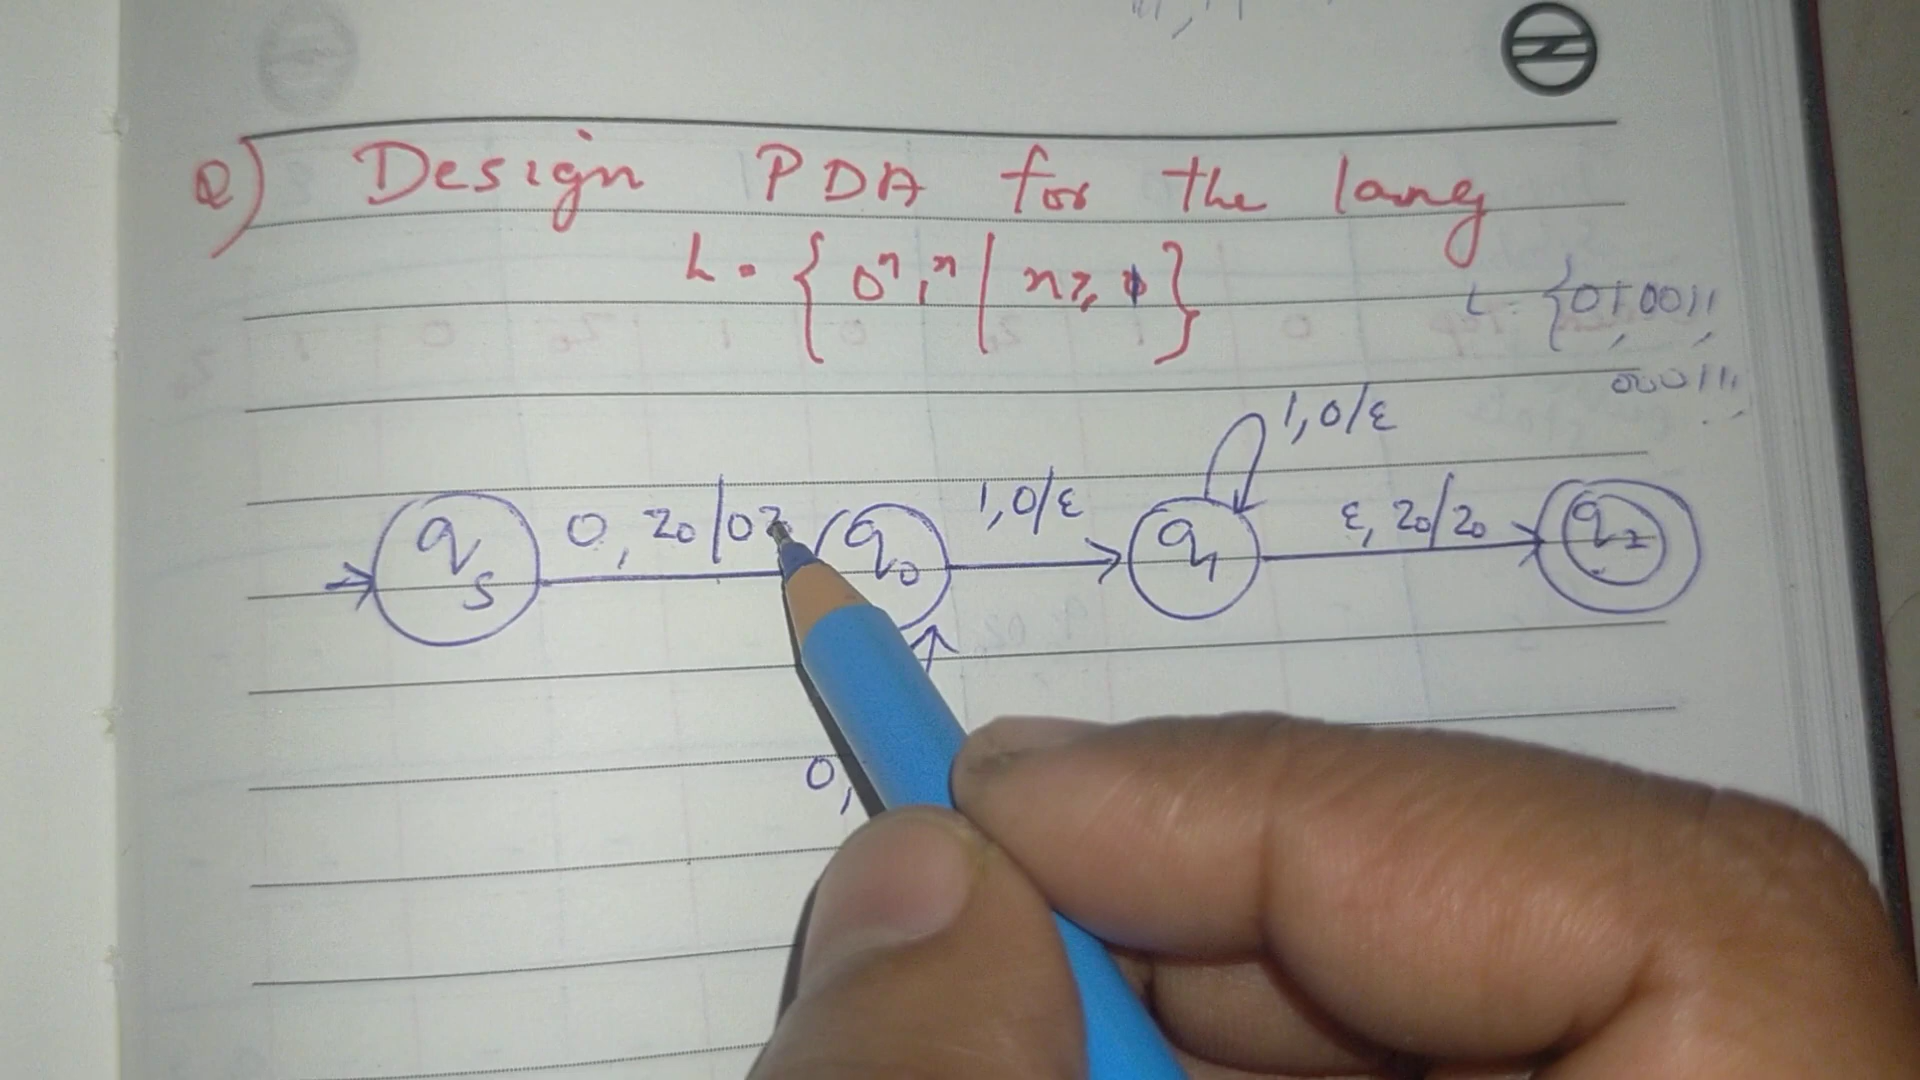 Q) Design PDA for the lang
L = { 0ⁿ1ⁿ | n ≥ 1 }
L = { 01, 0011,
000111, ..
1, 0/ε
qs 0, z0/0z q0 1, 0/ε q1 ε, z0/z0 q2
0,